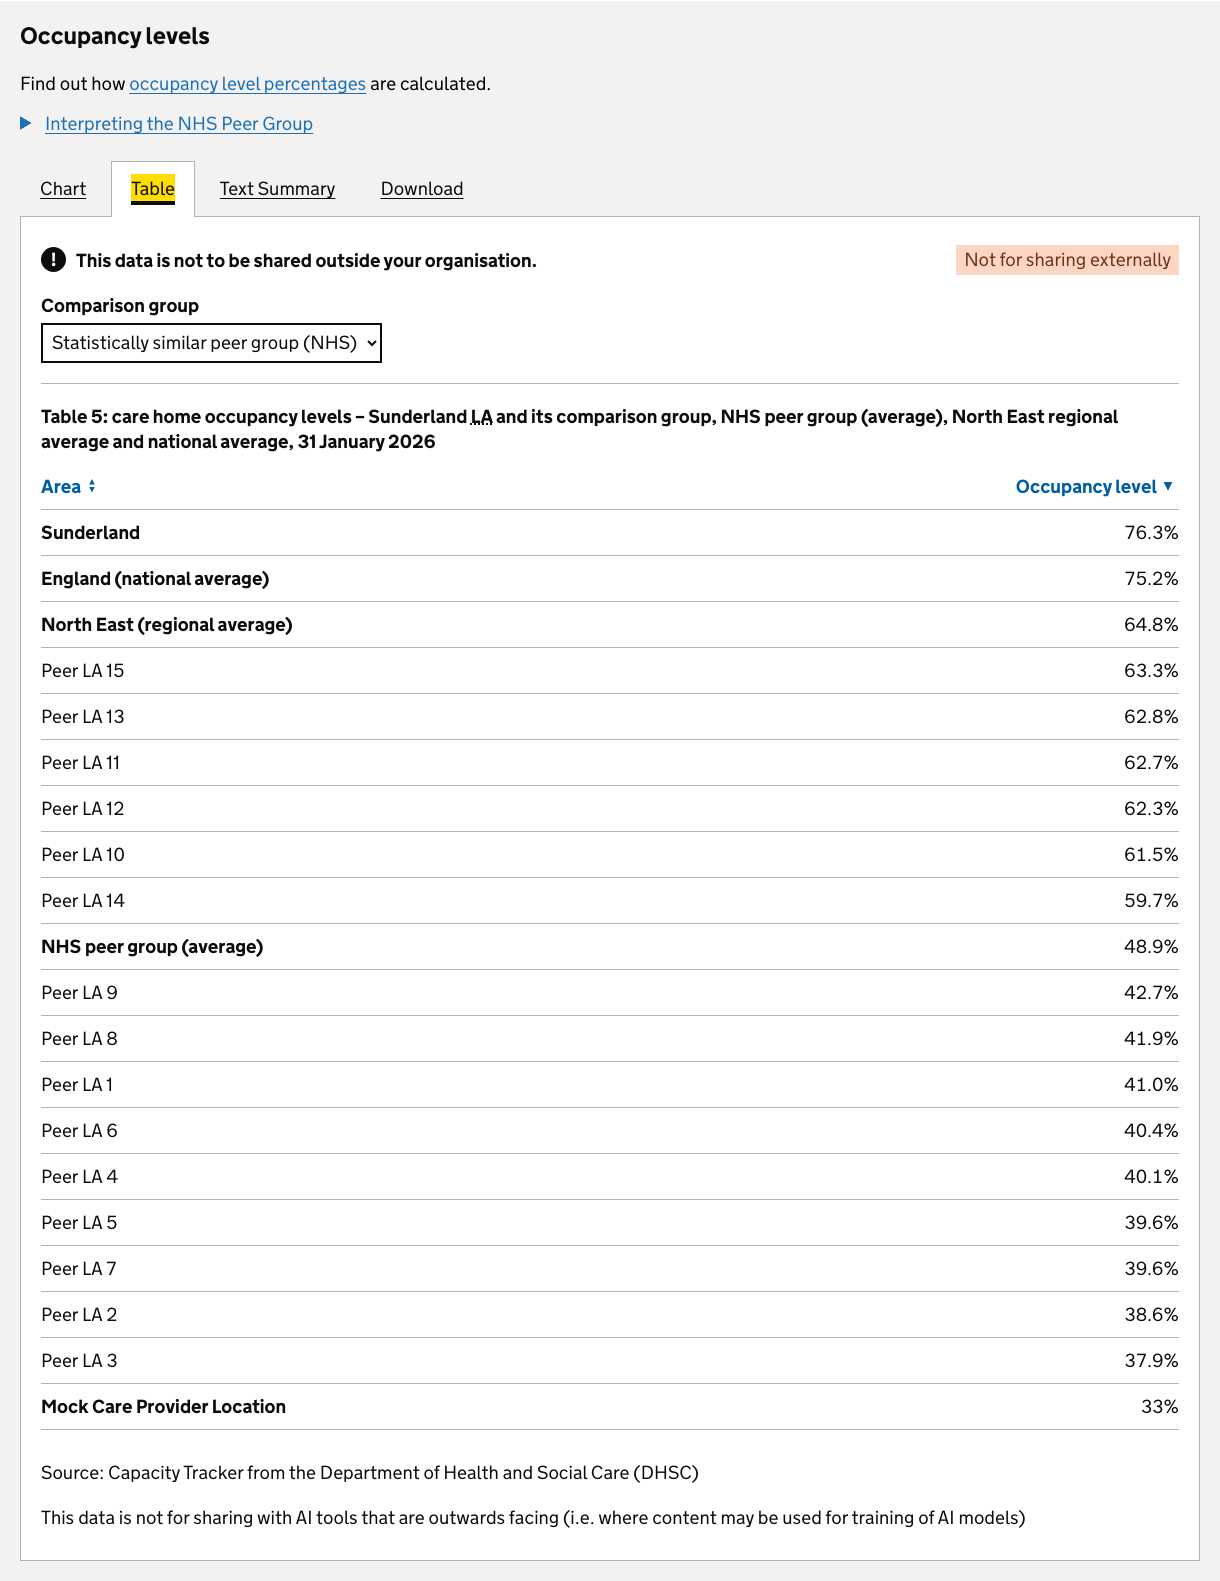 Occupancy levels
Find out how occupancy level percentages are calculated.
Interpreting the NHS Peer Group
Chart
Table
Text Summary
Download
! This data is not to be shared outside your organisation.
Not for sharing externally
Comparison group
Statistically similar peer group (NHS)
Table 5: care home occupancy levels – Sunderland LA and its comparison group, NHS peer group (average), North East regional
average and national average, 31 January 2026
Area Occupancy level
Sunderland 76.3%
England (national average) 75.2%
North East (regional average) 64.8%
Peer LA 15 63.3%
Peer LA 13 62.8%
Peer LA 11 62.7%
Peer LA 12 62.3%
Peer LA 10 61.5%
Peer LA 14 59.7%
NHS peer group (average) 48.9%
Peer LA 9 42.7%
Peer LA 8 41.9%
Peer LA 1 41.0%
Peer LA 6 40.4%
Peer LA 4 40.1%
Peer LA 5 39.6%
Peer LA 7 39.6%
Peer LA 2 38.6%
Peer LA 3 37.9%
Mock Care Provider Location 33%
Source: Capacity Tracker from the Department of Health and Social Care (DHSC)
This data is not for sharing with AI tools that are outwards facing (i.e. where content may be used for training of AI models)